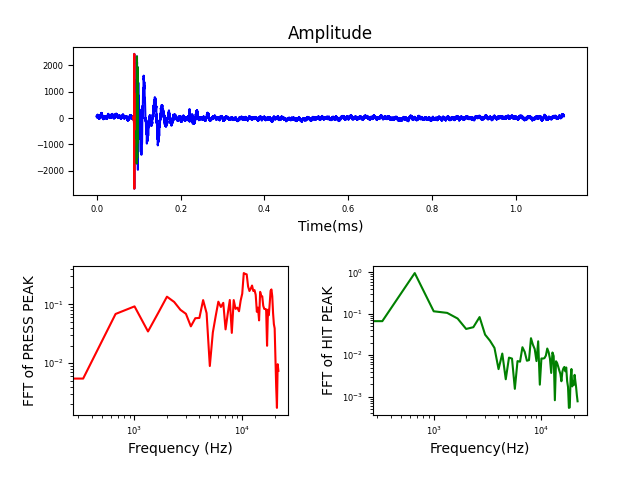 Amplitude
2000
1000
0
−1000
−2000
0.0 0.2 0.4 0.6 0.8 1.0
Time(ms)
FFT of PRESS PEAK
10⁻¹
10⁻²
10³ 10⁴
Frequency (Hz)
FFT of HIT PEAK
10⁰
10⁻¹
10⁻²
10⁻³
10³ 10⁴
Frequency(Hz)